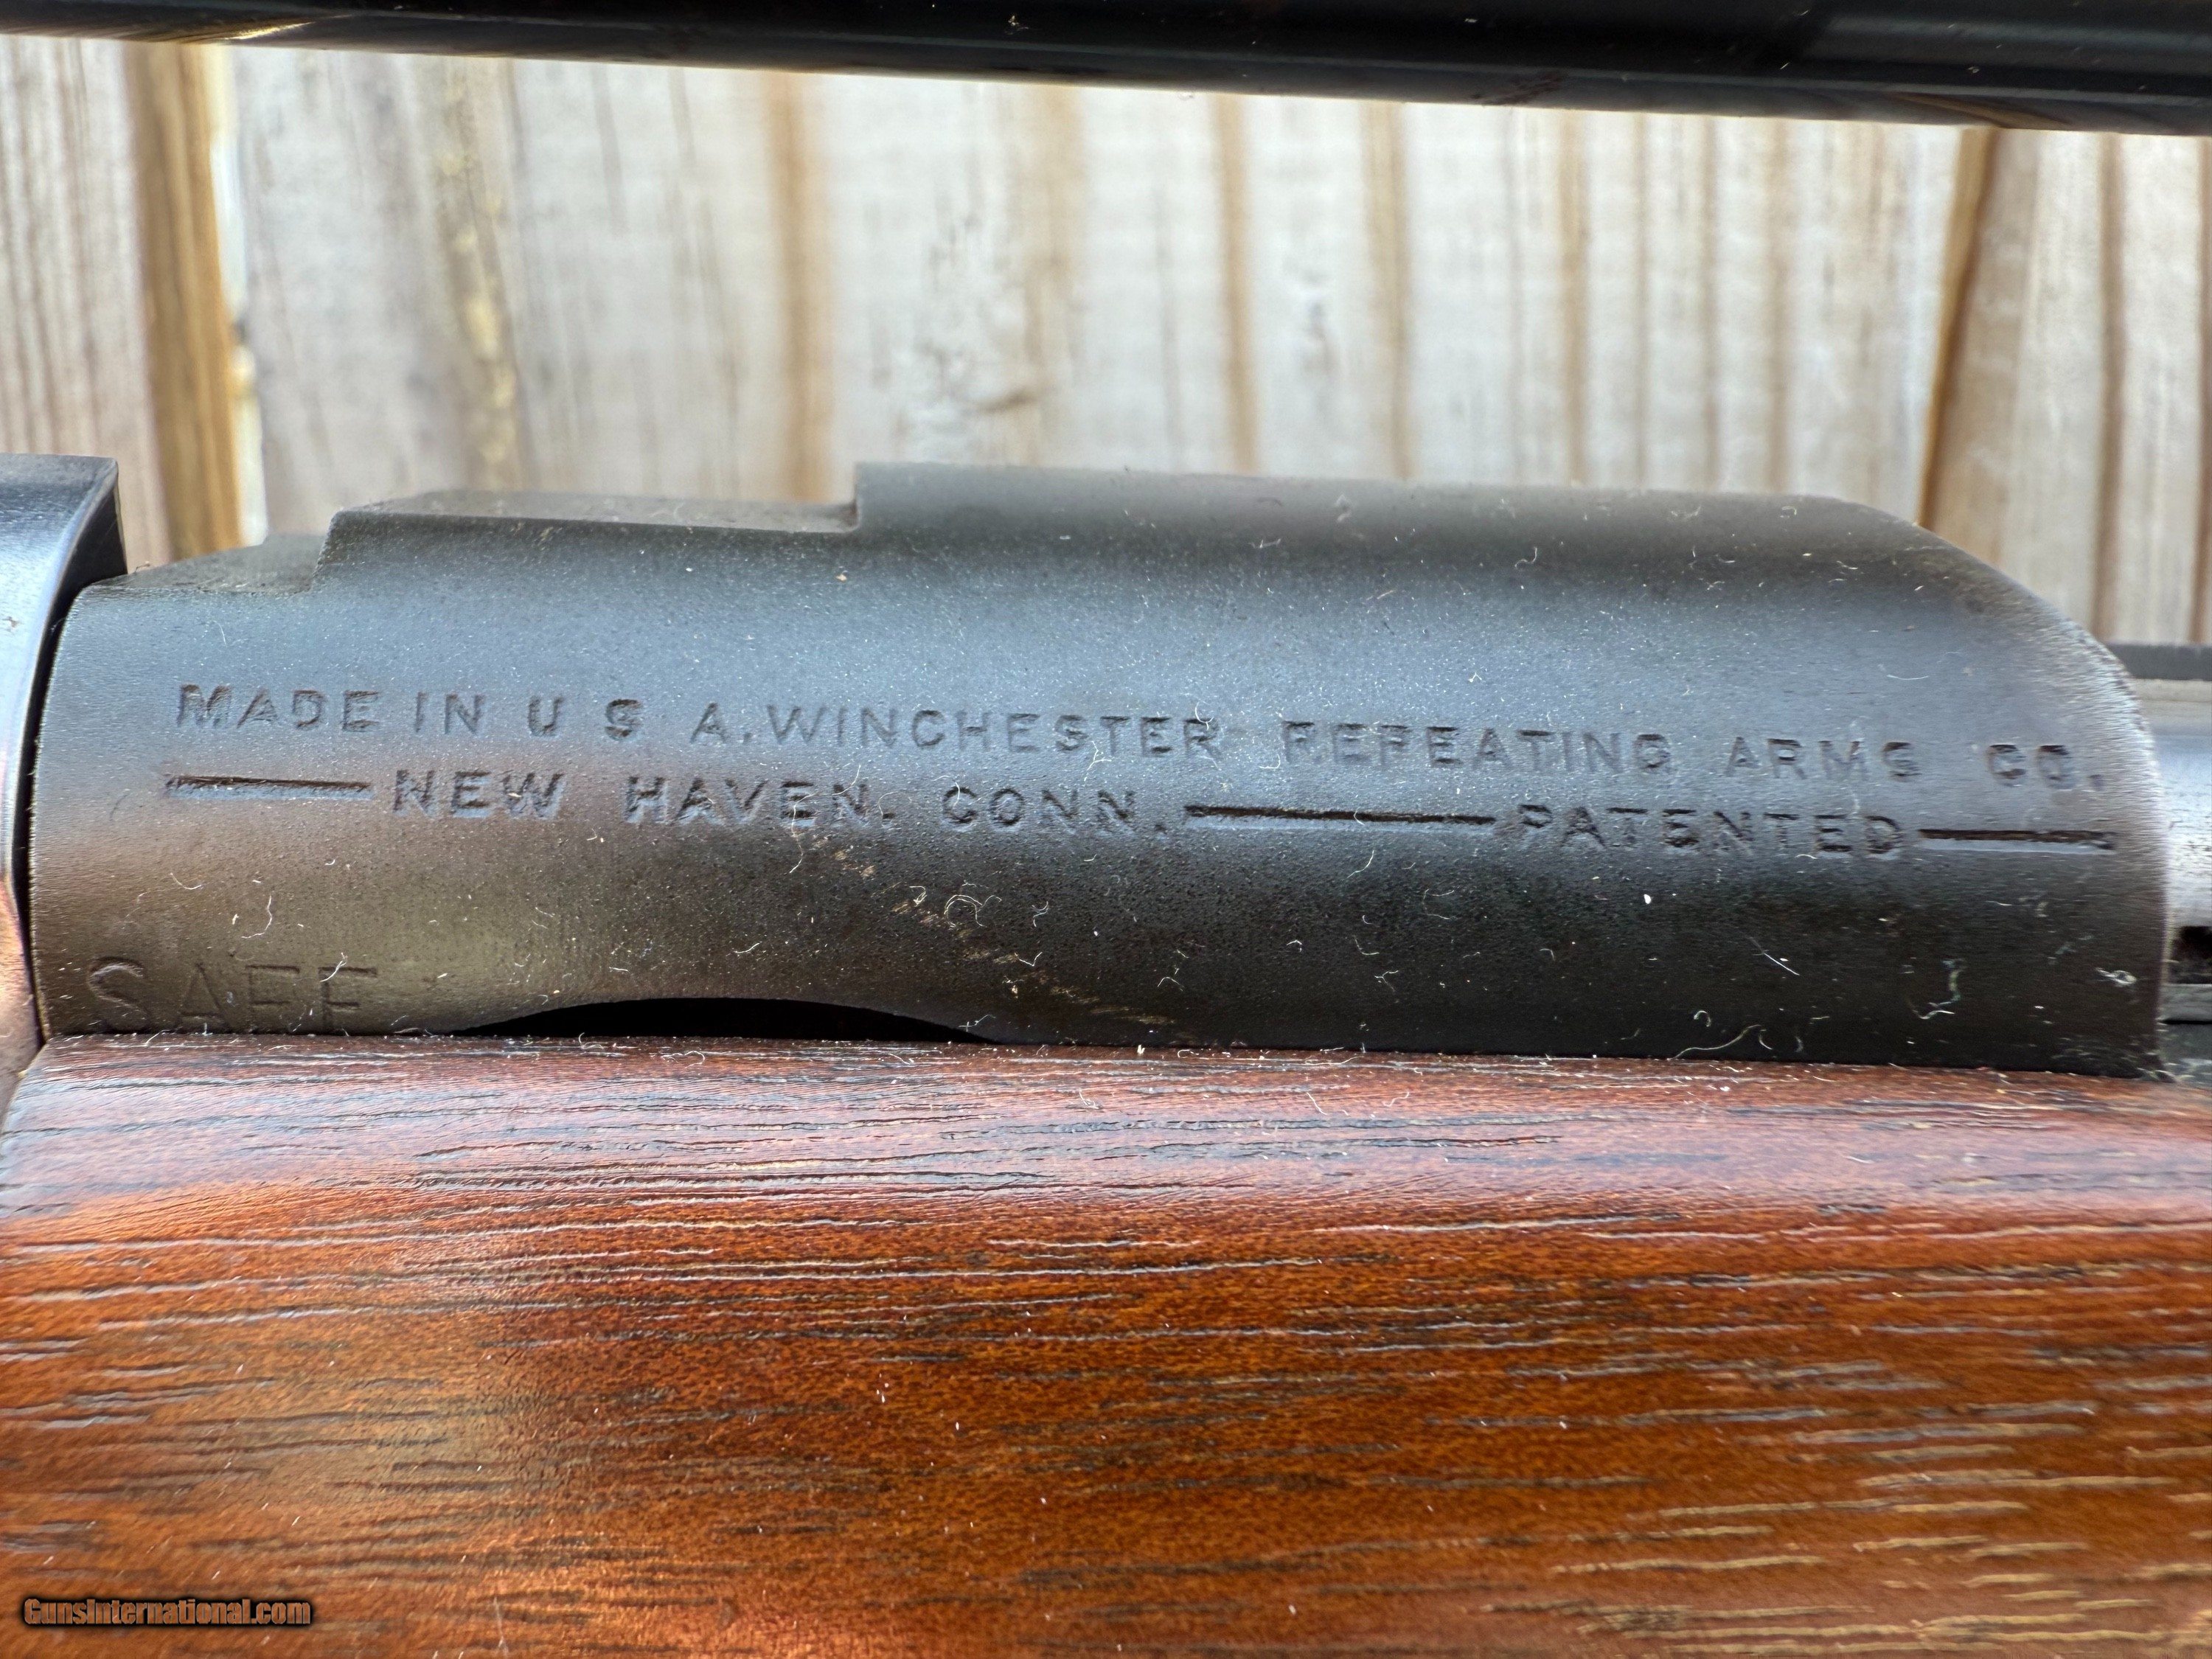 MADE IN U S A. WINCHESTER REPEATING ARMS CO.
NEW HAVEN. CONN. PATENTED
SAFE
GunsInternational.com